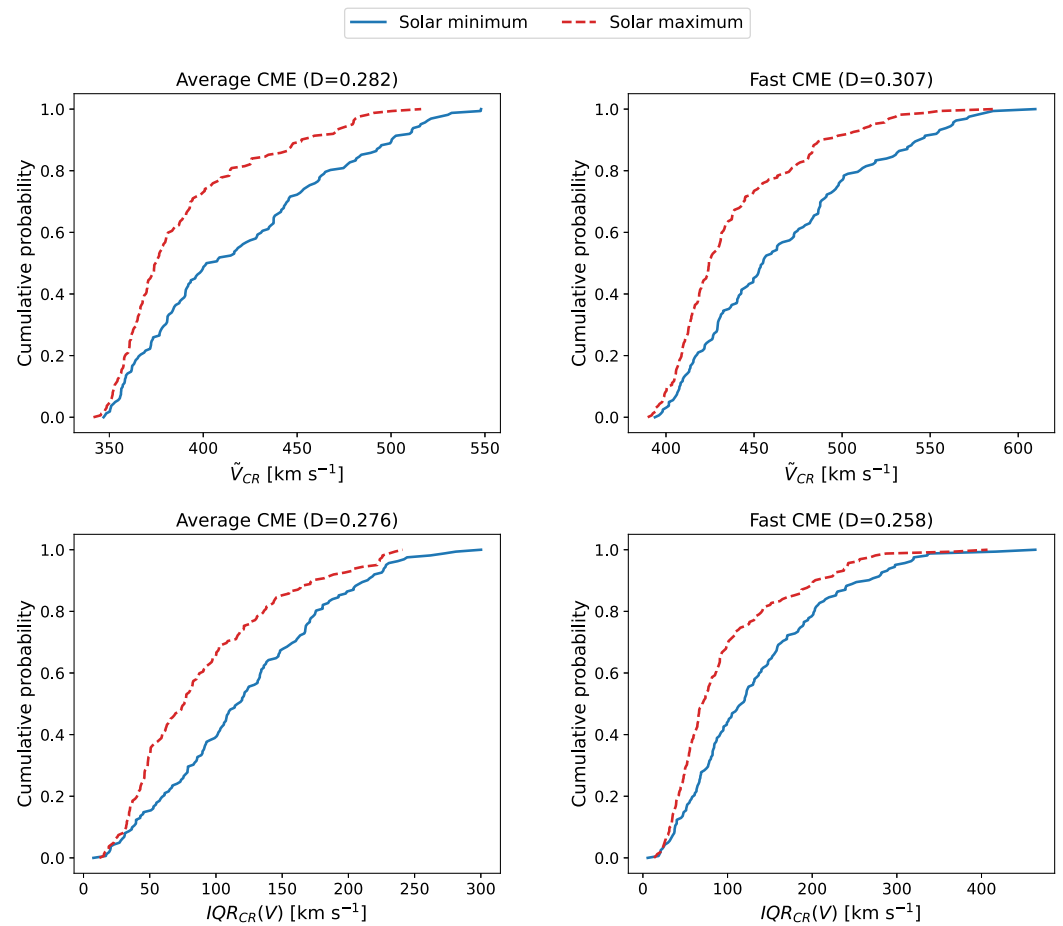 Solar minimum Solar maximum
Average CME (D=0.282)
Cumulative probability
1.0
0.8
0.6
0.4
0.2
0.0
350 400 450 500 550
Ṽ_CR [km s⁻¹]
Fast CME (D=0.307)
Cumulative probability
1.0
0.8
0.6
0.4
0.2
0.0
400 450 500 550 600
Ṽ_CR [km s⁻¹]
Average CME (D=0.276)
Cumulative probability
1.0
0.8
0.6
0.4
0.2
0.0
0 50 100 150 200 250 300
IQR_CR(V) [km s⁻¹]
Fast CME (D=0.258)
Cumulative probability
1.0
0.8
0.6
0.4
0.2
0.0
0 100 200 300 400
IQR_CR(V) [km s⁻¹]